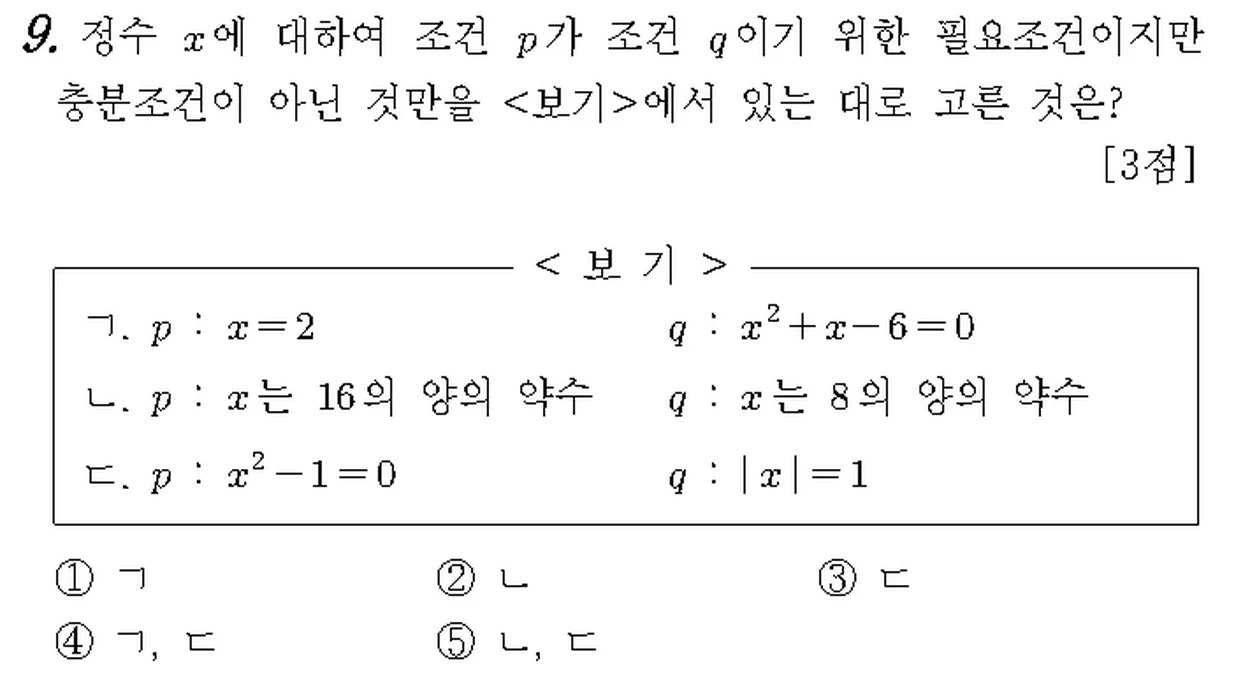 9. 정수 x에 대하여 조건 p가 조건 q이기 위한 필요조건이지만
충분조건이 아닌 것만을 <보기>에서 있는 대로 고른 것은?
[3점]
< 보 기 >
ㄱ. p : x=2 q : x²+x-6=0
ㄴ. p : x는 16의 양의 약수 q : x는 8의 양의 약수
ㄷ. p : x²-1=0 q : |x|=1
① ㄱ ② ㄴ ③ ㄷ
④ ㄱ, ㄷ ⑤ ㄴ, ㄷ